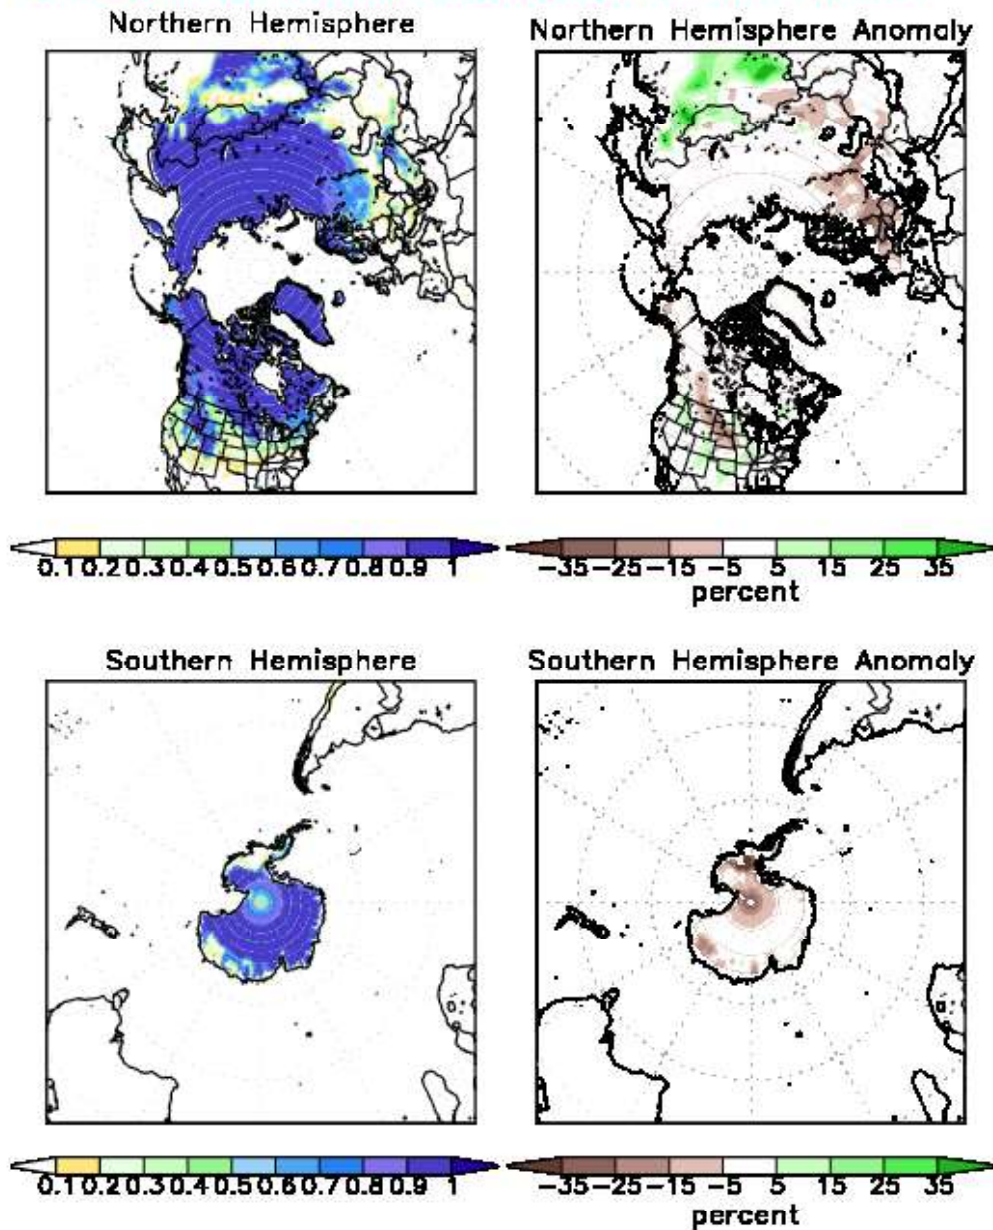 Northern Hemisphere
Northern Hemisphere Anomaly
0.1 0.2 0.3 0.4 0.5 0.6 0.7 0.8 0.9 1
-35 -25 -15 -5 5 15 25 35
percent
Southern Hemisphere
Southern Hemisphere Anomaly
0.1 0.2 0.3 0.4 0.5 0.6 0.7 0.8 0.9 1
-35 -25 -15 -5 5 15 25 35
percent